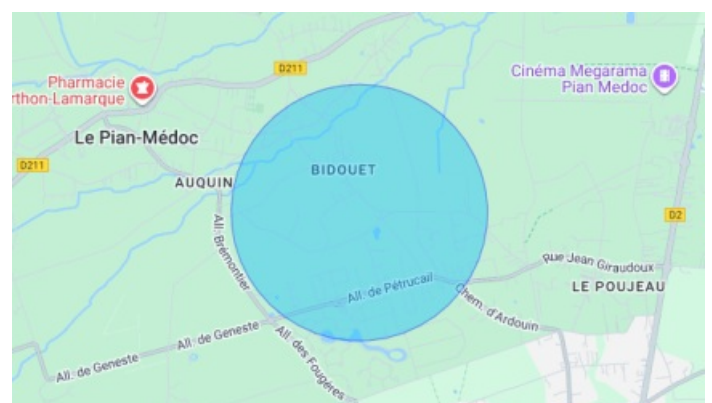 D211
Cinéma Megarama
Pian Medoc
Pharmacie
rthon-Lamarque
Le Pian-Médoc
D211
BIDOUET
AUQUIN
D2
All. Brémontier
Rue Jean Giraudoux
LE POUJEAU
All. de Pétrucail
Chem. d'Ardouin
All. de Geneste
All. de Geneste
All. des Fougères